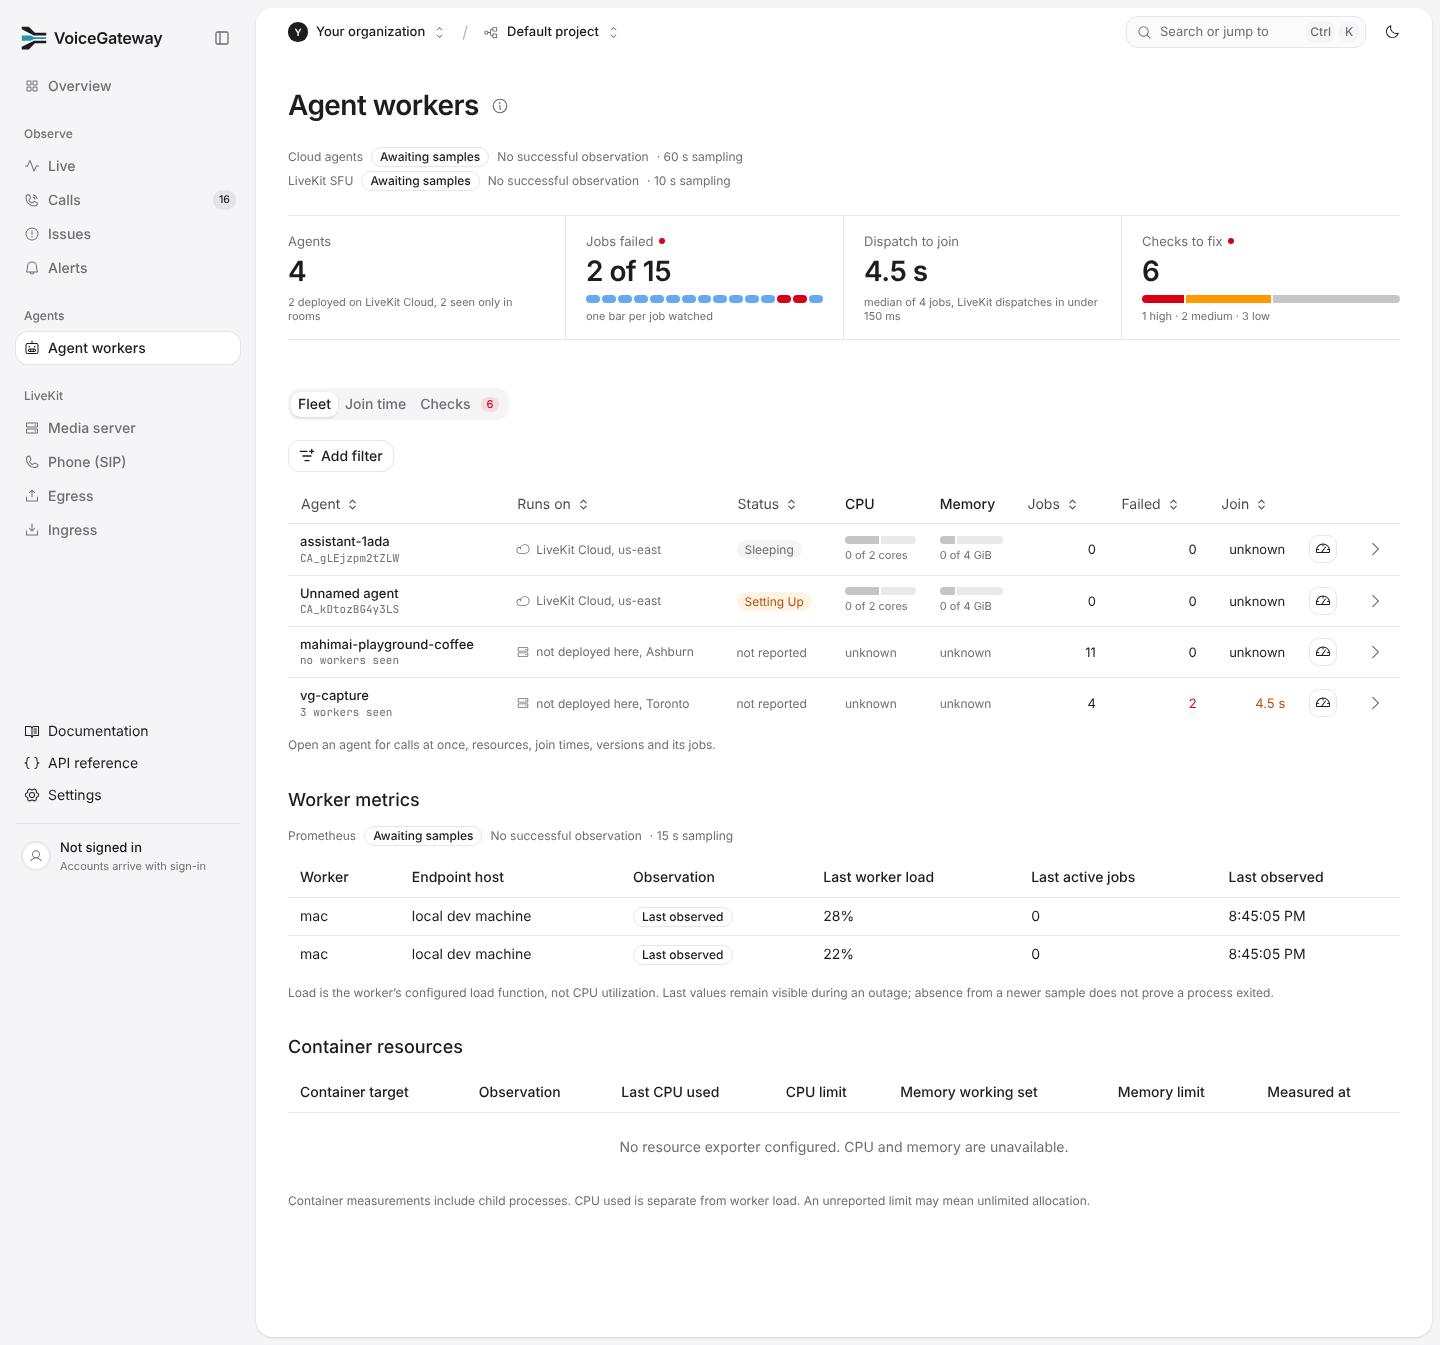 VoiceGateway
Overview
Observe
Live
Calls 16
Issues
Alerts
Agents
Agent workers
LiveKit
Media server
Phone (SIP)
Egress
Ingress
Documentation
API reference
Settings
Not signed in
Accounts arrive with sign-in
Y Your organization / Default project
Search or jump to Ctrl K
Agent workers
Cloud agents Awaiting samples No successful observation · 60 s sampling
LiveKit SFU Awaiting samples No successful observation · 10 s sampling
Agents
4
2 deployed on LiveKit Cloud, 2 seen only in
rooms
Jobs failed
2 of 15
one bar per job watched
Dispatch to join
4.5 s
median of 4 jobs, LiveKit dispatches in under
150 ms
Checks to fix
6
1 high · 2 medium · 3 low
Fleet Join time Checks 6
Add filter
Agent Runs on Status CPU Memory Jobs Failed Join
assistant-1ada
CA_gLEjzpm2tZLW
LiveKit Cloud, us-east Sleeping 0 of 2 cores 0 of 4 GiB 0 0 unknown
Unnamed agent
CA_kDtozBG4y3LS
LiveKit Cloud, us-east Setting Up 0 of 2 cores 0 of 4 GiB 0 0 unknown
mahimai-playground-coffee
no workers seen
not deployed here, Ashburn not reported unknown unknown 11 0 unknown
vg-capture
3 workers seen
not deployed here, Toronto not reported unknown unknown 4 2 4.5 s
Open an agent for calls at once, resources, join times, versions and its jobs.
Worker metrics
Prometheus Awaiting samples No successful observation · 15 s sampling
Worker Endpoint host Observation Last worker load Last active jobs Last observed
mac local dev machine Last observed 28% 0 8:45:05 PM
mac local dev machine Last observed 22% 0 8:45:05 PM
Load is the worker’s configured load function, not CPU utilization. Last values remain visible during an outage; absence from a newer sample does not prove a process exited.
Container resources
Container target Observation Last CPU used CPU limit Memory working set Memory limit Measured at
No resource exporter configured. CPU and memory are unavailable.
Container measurements include child processes. CPU used is separate from worker load. An unreported limit may mean unlimited allocation.